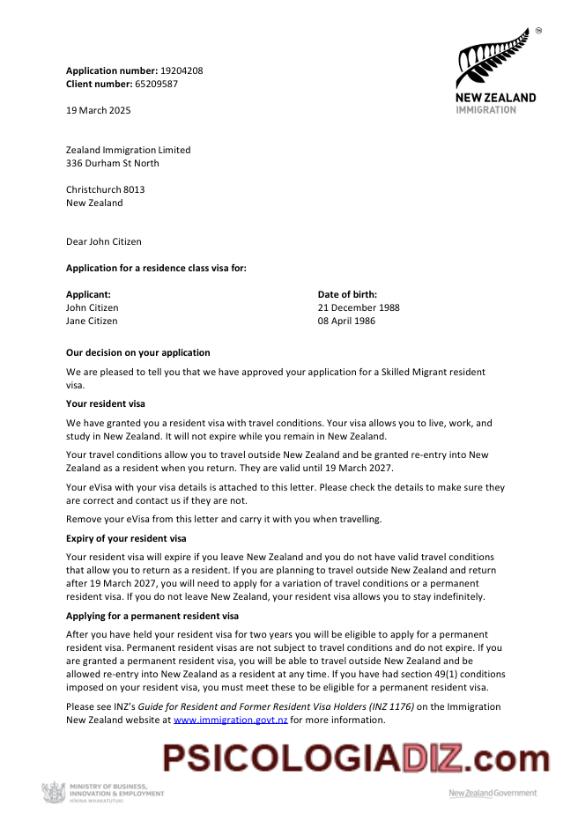 Application number: 19204208
Client number: 65209587
NEW ZEALAND
IMMIGRATION
19 March 2025
Zealand Immigration Limited
336 Durham St North
Christchurch 8013
New Zealand
Dear John Citizen
Application for a residence class visa for:
Applicant: Date of birth:
John Citizen 21 December 1988
Jane Citizen 08 April 1986
Our decision on your application
We are pleased to tell you that we have approved your application for a Skilled Migrant resident
visa.
Your resident visa
We have granted you a resident visa with travel conditions. Your visa allows you to live, work, and
study in New Zealand. It will not expire while you remain in New Zealand.
Your travel conditions allow you to travel outside New Zealand and be granted re-entry into New
Zealand as a resident when you return. They are valid until 19 March 2027.
Your eVisa with your visa details is attached to this letter. Please check the details to make sure they
are correct and contact us if they are not.
Remove your eVisa from this letter and carry it with you when travelling.
Expiry of your resident visa
Your resident visa will expire if you leave New Zealand and you do not have valid travel conditions
that allow you to return as a resident. If you are planning to travel outside New Zealand and return
after 19 March 2027, you will need to apply for a variation of travel conditions or a permanent
resident visa. If you do not leave New Zealand, your resident visa allows you to stay indefinitely.
Applying for a permanent resident visa
After you have held your resident visa for two years you will be eligible to apply for a permanent
resident visa. Permanent resident visas are not subject to travel conditions and do not expire. If you
are granted a permanent resident visa, you will be able to travel outside New Zealand and be
allowed re-entry into New Zealand as a resident at any time. If you have had section 49(1) conditions
imposed on your resident visa, you must meet these to be eligible for a permanent resident visa.
Please see INZ's Guide for Resident and Former Resident Visa Holders (INZ 1176) on the Immigration
New Zealand website at www.immigration.govt.nz for more information.
PSICOLOGIADIZ.com
MINISTRY OF BUSINESS,
INNOVATION & EMPLOYMENT
HĪKINA WHAKATUTUKI
New Zealand Government